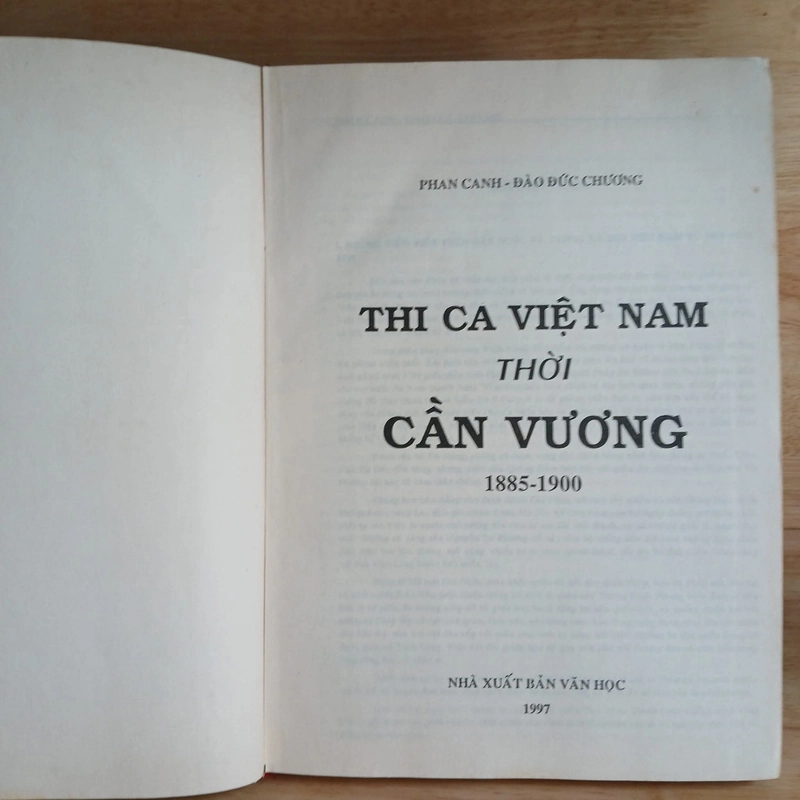 PHAN CANH - ĐÀO ĐỨC CHƯƠNG
THI CA VIỆT NAM
THỜI
CẦN VƯƠNG
1885-1900
NHÀ XUẤT BẢN VĂN HỌC
1997